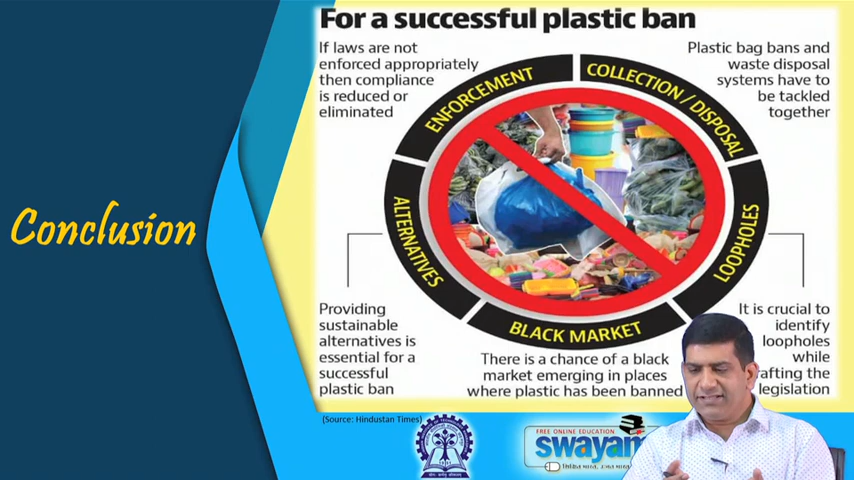 For a successful plastic ban
If laws are not
enforced appropriately
then compliance
is reduced or
eliminated
Plastic bag bans and
waste disposal
systems have to
be tackled
together
ENFORCEMENT
COLLECTION / DISPOSAL
ALTERNATIVES
LOOPHOLES
BLACK MARKET
Conclusion
Providing
sustainable
alternatives is
essential for a
successful
plastic ban
There is a chance of a black
market emerging in places
where plastic has been banned
It is crucial to
identify
loopholes
while
the
legislation
(Source: Hindustan Times)
FREE ONLINE EDUCATION
swayam